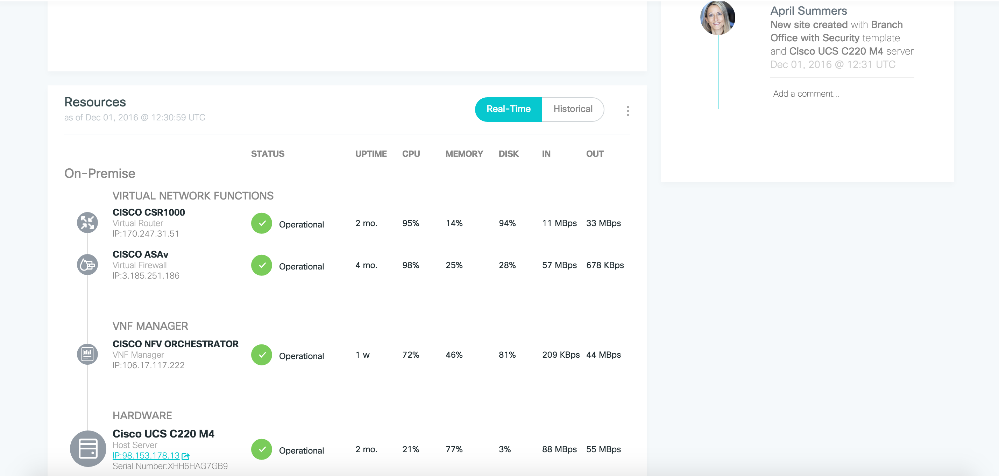 April Summers
New site created with Branch
Office with Security template
and Cisco UCS C220 M4 server
Dec 01, 2016 @ 12:31 UTC
Add a comment...
Resources
as of Dec 01, 2016 @ 12:30:59 UTC
Real-Time Historical
STATUS UPTIME CPU MEMORY DISK IN OUT
On-Premise
VIRTUAL NETWORK FUNCTIONS
CISCO CSR1000
Virtual Router
IP:170.247.31.51
Operational 2 mo. 95% 14% 94% 11 MBps 33 MBps
CISCO ASAv
Virtual Firewall
IP:3.185.251.186
Operational 4 mo. 98% 25% 28% 57 MBps 678 KBps
VNF MANAGER
CISCO NFV ORCHESTRATOR
VNF Manager
IP:106.17.117.222
Operational 1 w 72% 46% 81% 209 KBps 44 MBps
HARDWARE
Cisco UCS C220 M4
Host Server
IP:98.153.178.13
Serial Number:XHH6HAG7GB9
Operational 2 mo. 21% 77% 3% 88 MBps 55 MBps